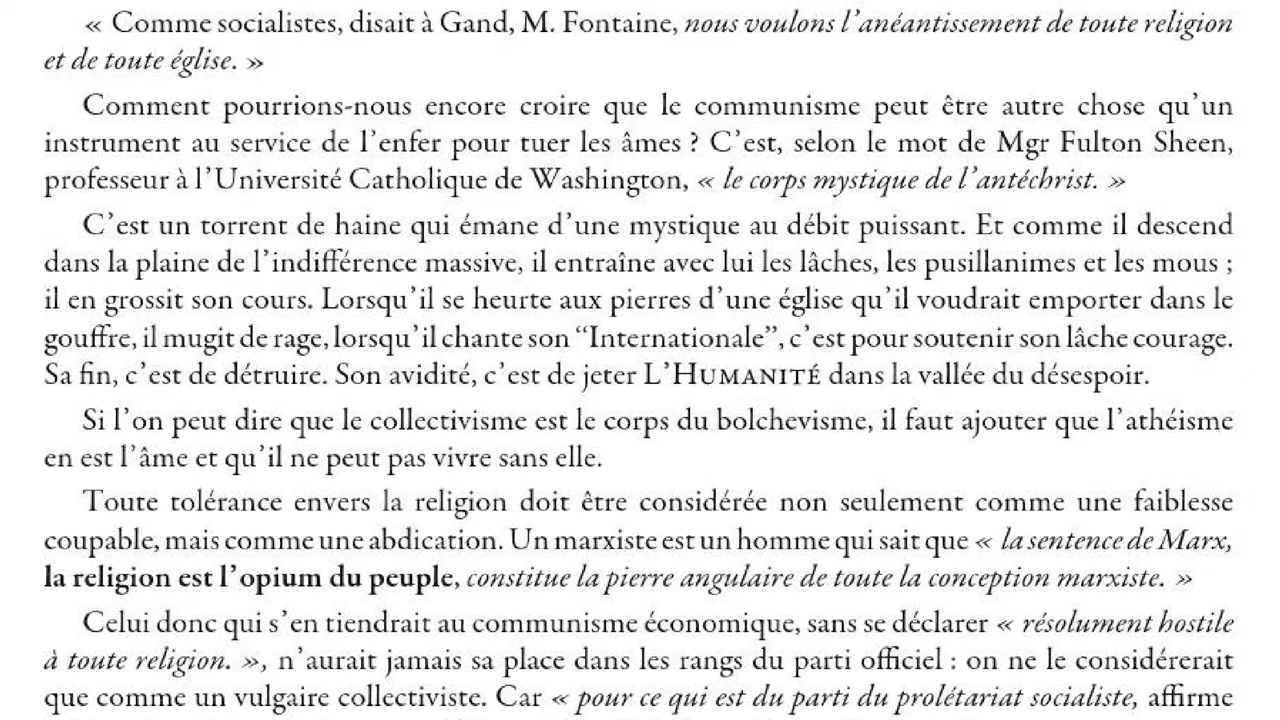 « Comme socialistes, disait à Gand, M. Fontaine, nous voulons l’anéantissement de toute religion
et de toute église. »
Comment pourrions-nous encore croire que le communisme peut être autre chose qu’un
instrument au service de l’enfer pour tuer les âmes ? C’est, selon le mot de Mgr Fulton Sheen,
professeur à l’Université Catholique de Washington, « le corps mystique de l’antéchrist. »
C’est un torrent de haine qui émane d’une mystique au débit puissant. Et comme il descend
dans la plaine de l’indifférence massive, il entraîne avec lui les lâches, les pusillanimes et les mous ;
il en grossit son cours. Lorsqu’il se heurte aux pierres d’une église qu’il voudrait emporter dans le
gouffre, il mugit de rage, lorsqu’il chante son “Internationale”, c’est pour soutenir son lâche courage.
Sa fin, c’est de détruire. Son avidité, c’est de jeter L’HUMANITÉ dans la vallée du désespoir.
Si l’on peut dire que le collectivisme est le corps du bolchevisme, il faut ajouter que l’athéisme
en est l’âme et qu’il ne peut pas vivre sans elle.
Toute tolérance envers la religion doit être considérée non seulement comme une faiblesse
coupable, mais comme une abdication. Un marxiste est un homme qui sait que « la sentence de Marx,
la religion est l’opium du peuple, constitue la pierre angulaire de toute la conception marxiste. »
Celui donc qui s’en tiendrait au communisme économique, sans se déclarer « résolument hostile
à toute religion. », n’aurait jamais sa place dans les rangs du parti officiel : on ne le considérerait
que comme un vulgaire collectiviste. Car « pour ce qui est du parti du prolétariat socialiste, affirme